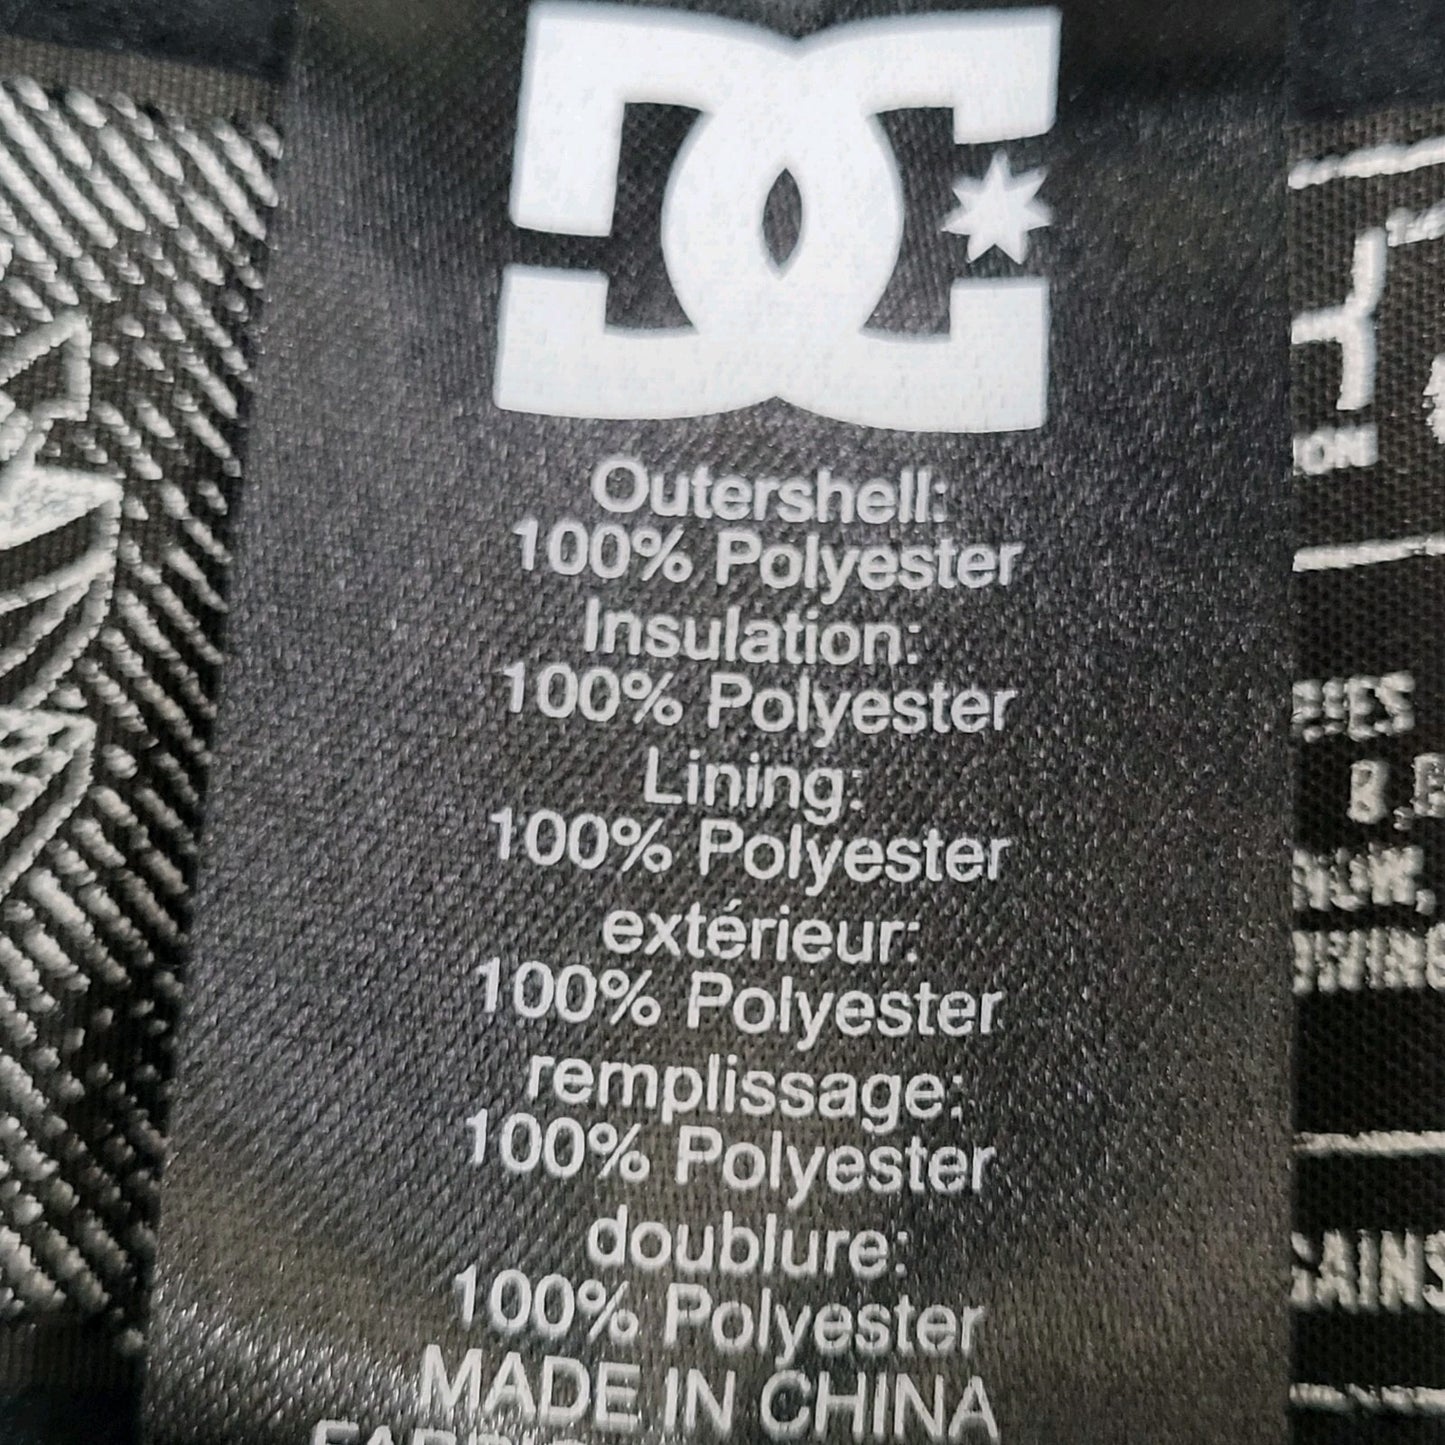 DC
Outershell:
100% Polyester
Insulation:
100% Polyester
Lining:
100% Polyester
extérieur:
100% Polyester
remplissage:
100% Polyester
doublure:
100% Polyester
MADE IN CHINA